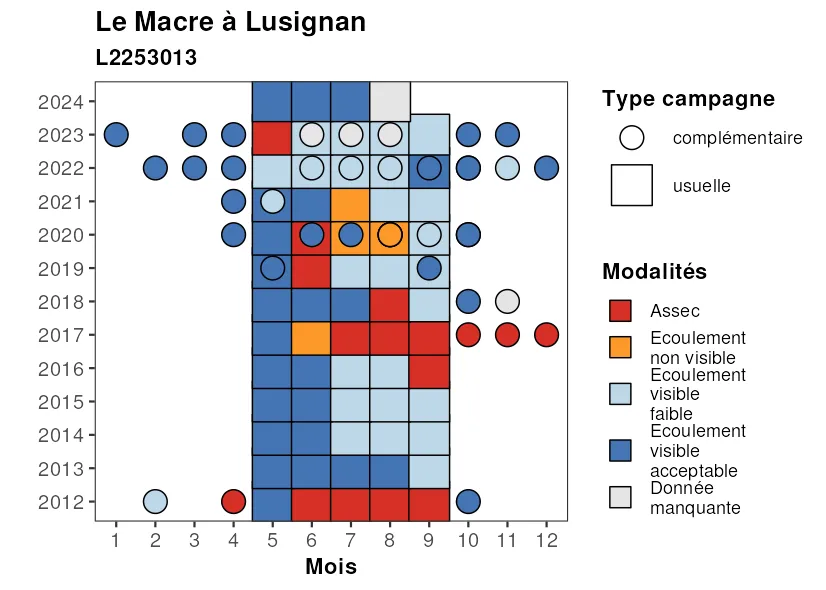 Le Macre à Lusignan
L2253013
2024
2023
2022
2021
2020
2019
2018
2017
2016
2015
2014
2013
2012
1 2 3 4 5 6 7 8 9 10 11 12
Mois
Type campagne
complémentaire
usuelle
Modalités
Assec
Ecoulement
non visible
Ecoulement
visible
faible
Ecoulement
visible
acceptable
Donnée
manquante